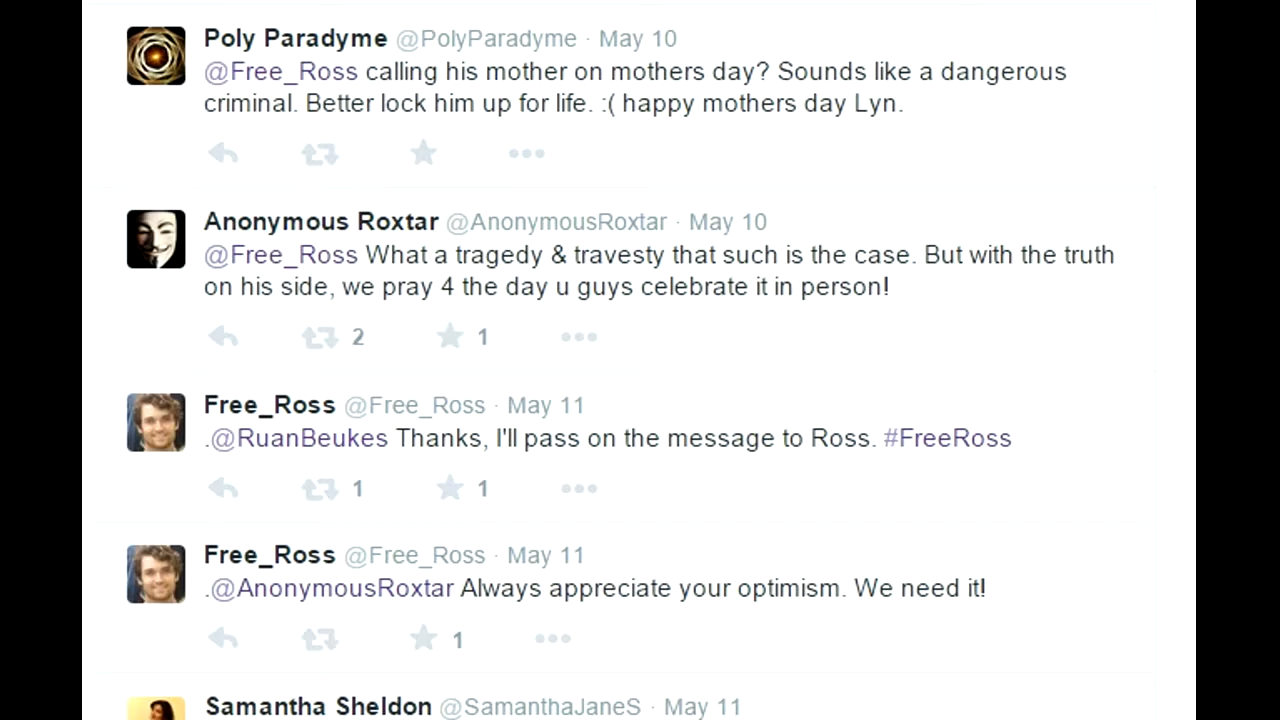 Poly Paradyme @PolyParadyme · May 10
@Free_Ross calling his mother on mothers day? Sounds like a dangerous
criminal. Better lock him up for life. :( happy mothers day Lyn.
Anonymous Roxtar @AnonymousRoxtar · May 10
@Free_Ross What a tragedy & travesty that such is the case. But with the truth
on his side, we pray 4 the day u guys celebrate it in person!
2 1
Free_Ross @Free_Ross · May 11
.@RuanBeukes Thanks, I'll pass on the message to Ross. #FreeRoss
1 1
Free_Ross @Free_Ross · May 11
.@AnonymousRoxtar Always appreciate your optimism. We need it!
1
Samantha Sheldon @SamanthaJaneS · May 11